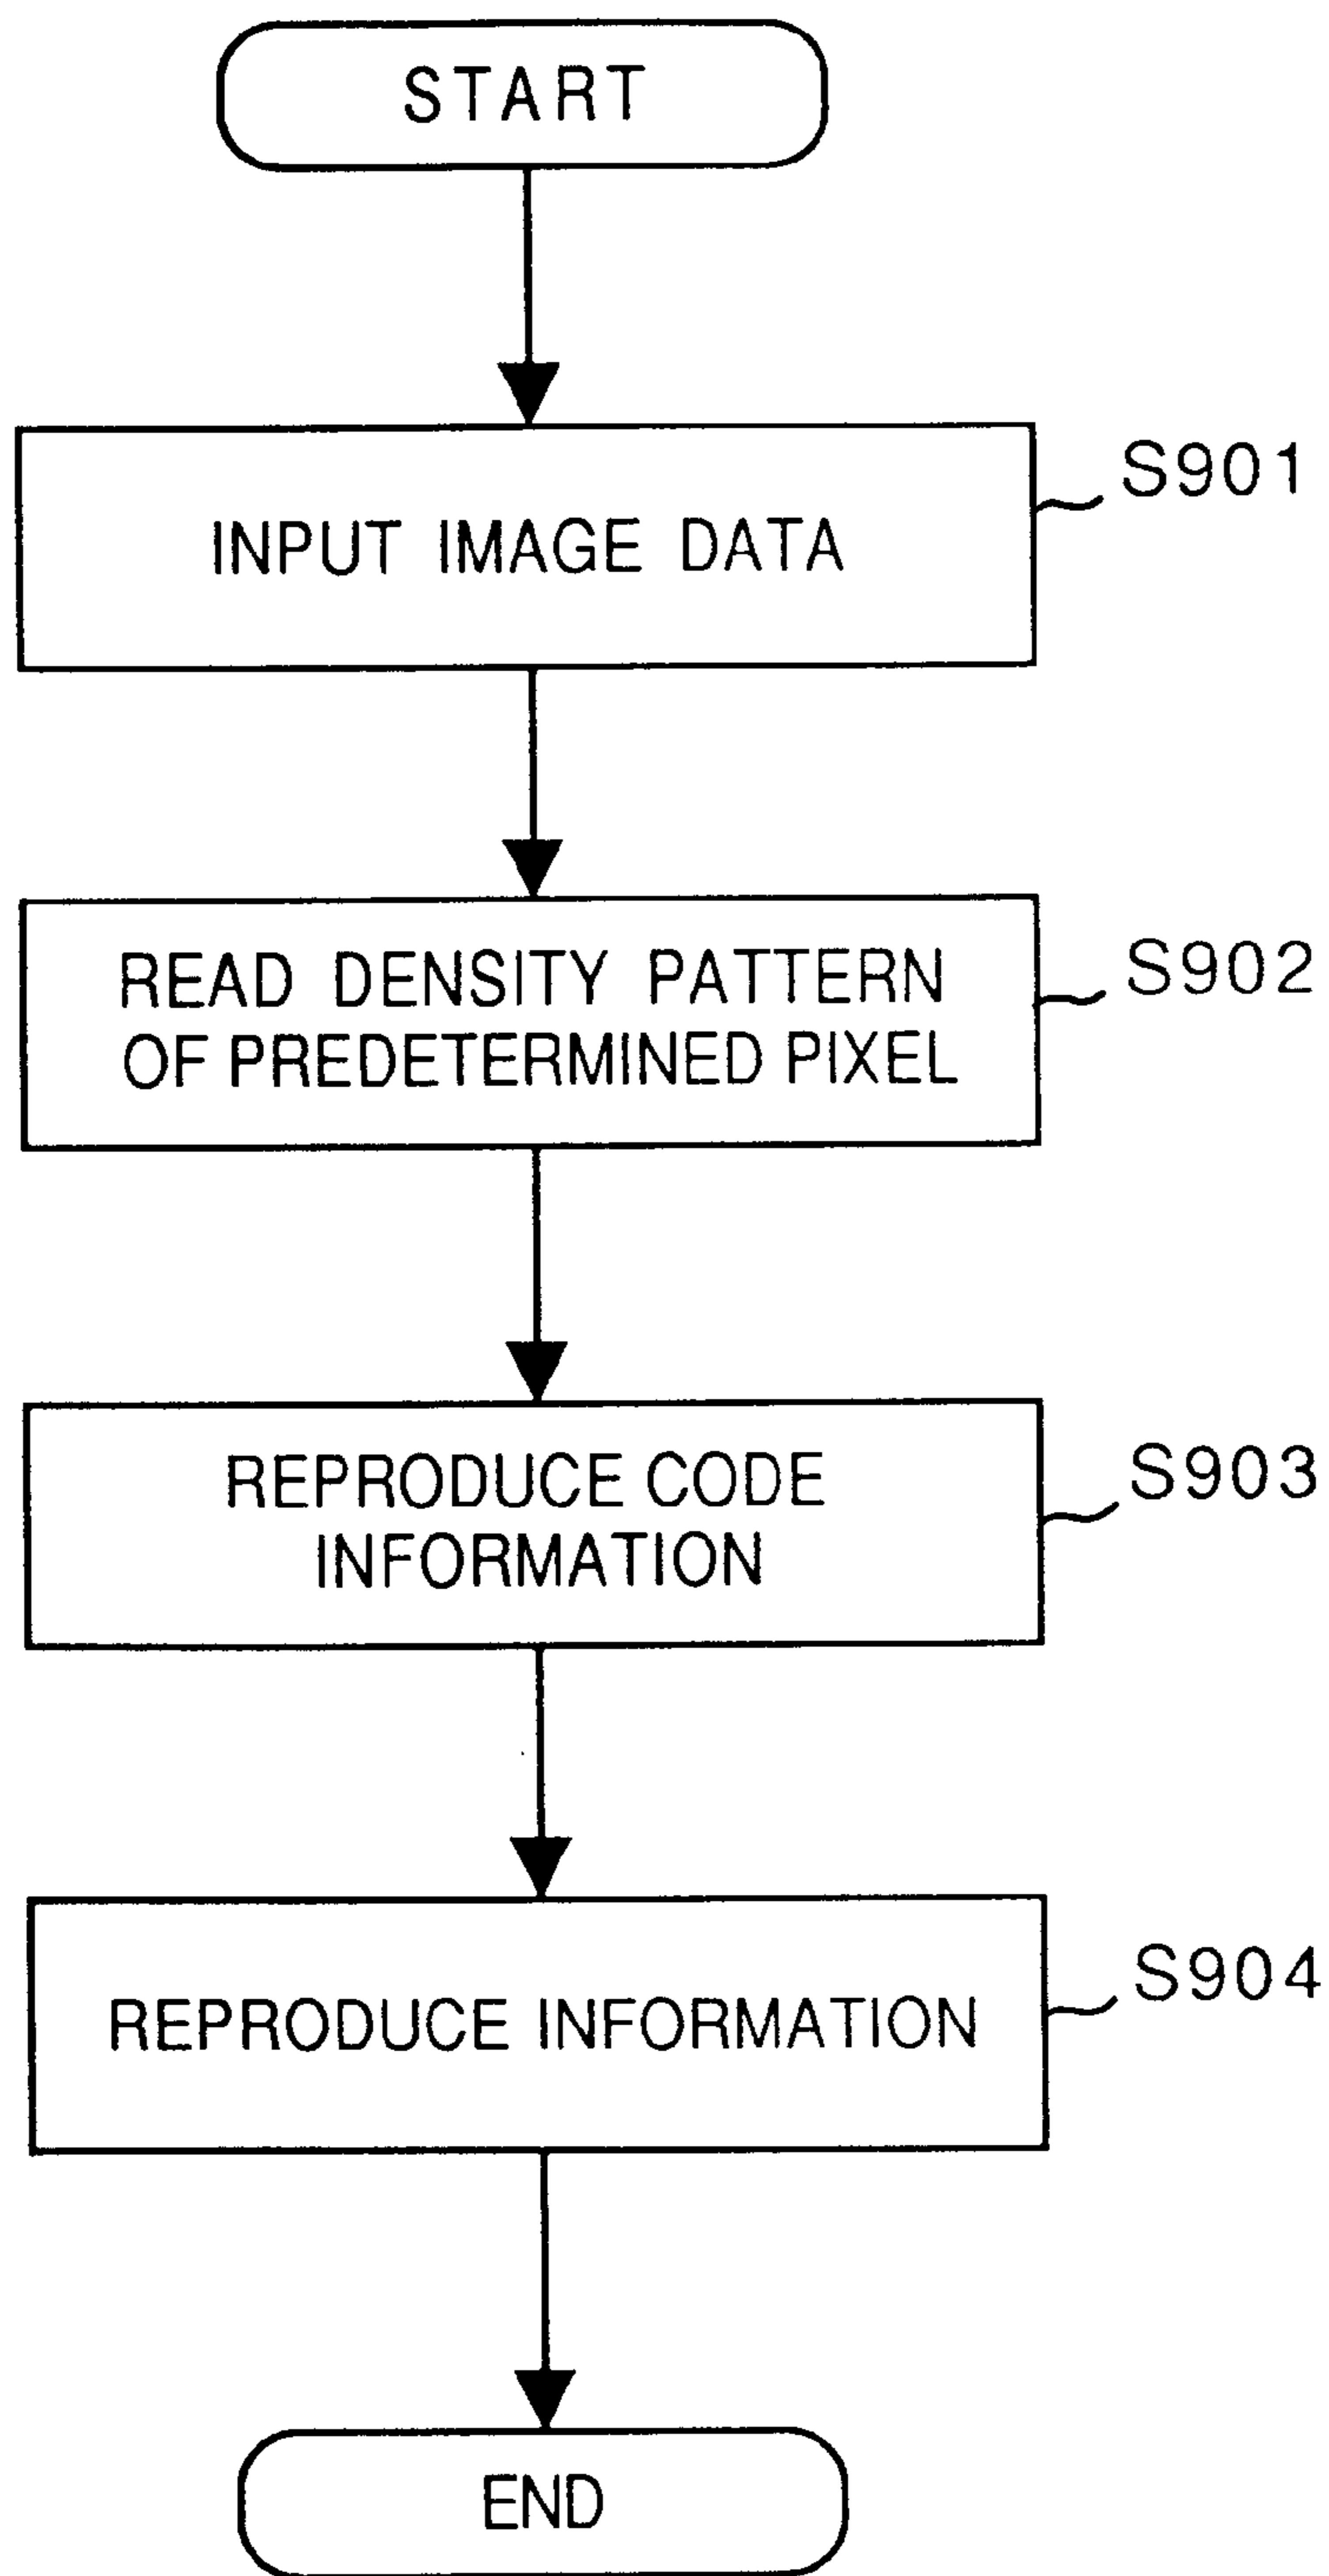 START
INPUT IMAGE DATA
S901
READ DENSITY PATTERN
OF PREDETERMINED PIXEL
S902
REPRODUCE CODE
INFORMATION
S903
REPRODUCE INFORMATION
S904
END